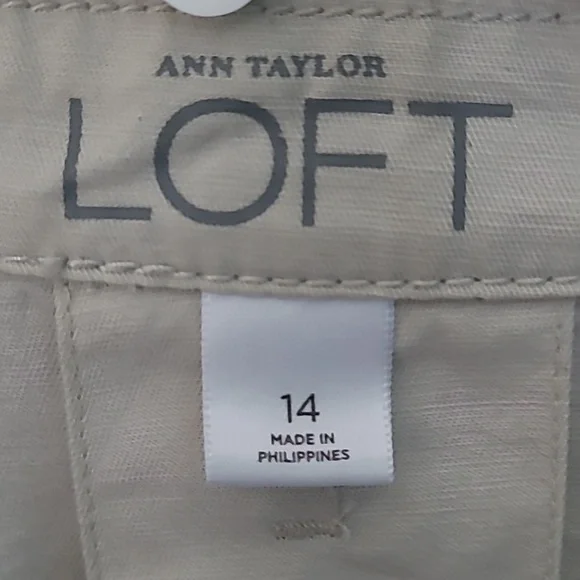 ANN TAYLOR
LOFT
14
MADE IN
PHILIPPINES